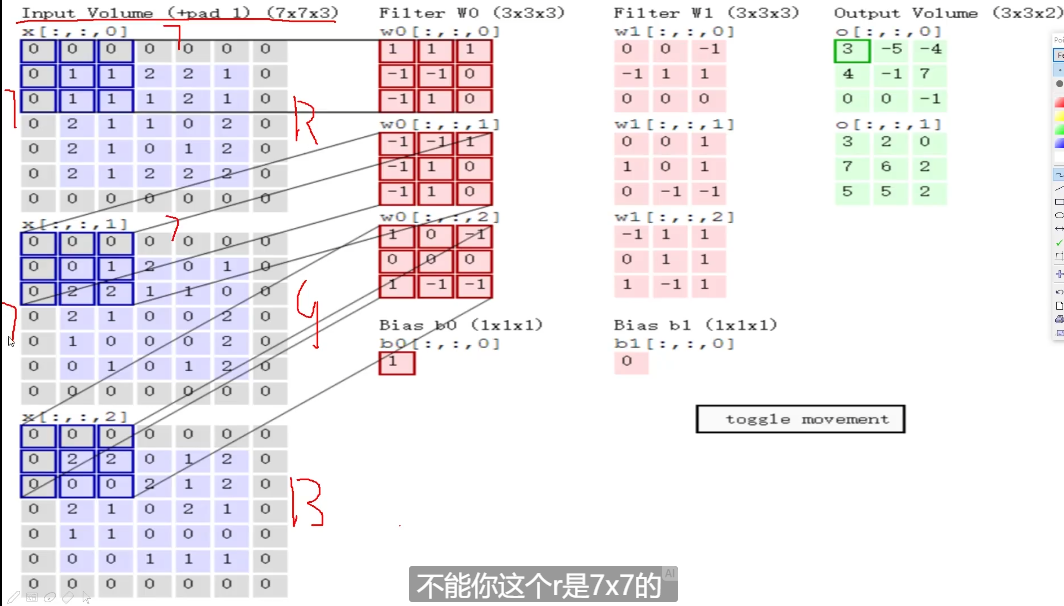 Input Volume (+pad 1) (7x7x3)
x[:,:,0]
7
0 0 0 0 0 0 0
0 1 1 2 2 1 0
0 1 1 1 2 1 0
0 2 1 1 0 2 0
0 2 1 0 1 2 0
0 2 1 2 2 2 0
0 0 0 0 0 0 0
7
R
x[:,:,1]
7
0 0 0 0 0 0 0
0 0 1 2 0 1 0
0 2 2 1 1 0 0
0 2 1 0 0 2 0
0 1 0 0 0 2 0
0 0 1 0 1 2 0
0 0 0 0 0 0 0
7
G
x[:,:,2]
0 0 0 0 0 0 0
0 2 2 0 1 2 0
0 0 0 2 1 2 0
0 2 1 0 2 1 0
0 1 1 0 0 0 0
0 0 0 1 1 1 0
0 0 0 0 0 0 0
B
Filter W0 (3x3x3)
w0[:,:,0]
1 1 1
-1 -1 0
-1 1 0
w0[:,:,1]
-1 -1 1
-1 1 0
-1 1 0
w0[:,:,2]
1 0 -1
0 0 0
1 -1 -1
Bias b0 (1x1x1)
b0[:,:,0]
1
Filter W1 (3x3x3)
w1[:,:,0]
0 0 -1
-1 1 1
0 0 0
w1[:,:,1]
0 0 1
1 0 1
0 -1 -1
w1[:,:,2]
-1 1 1
0 1 1
1 -1 1
Bias b1 (1x1x1)
b1[:,:,0]
0
Output Volume (3x3x2)
o[:,:,0]
3 -5 -4
4 -1 7
0 0 -1
o[:,:,1]
3 2 0
7 6 2
5 5 2
toggle movement
不能你这个r是7x7的
AI